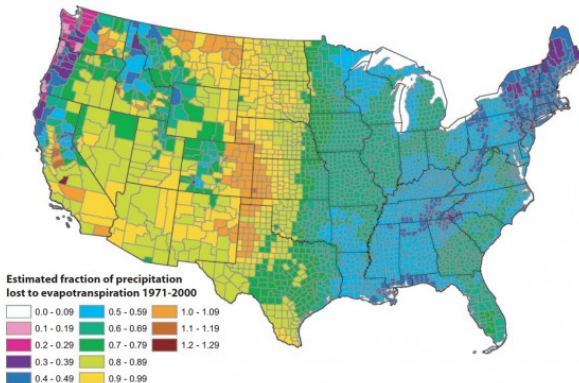 Estimated fraction of precipitation
lost to evapotranspiration 1971-2000
0.0 - 0.09
0.5 - 0.59
1.0 - 1.09
0.1 - 0.19
0.6 - 0.69
1.1 - 1.19
0.2 - 0.29
0.7 - 0.79
1.2 - 1.29
0.3 - 0.39
0.8 - 0.89
0.4 - 0.49
0.9 - 0.99